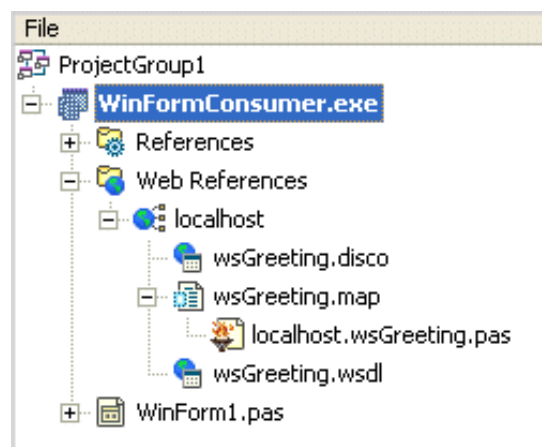 File
ProjectGroup1
WinFormConsumer.exe
References
Web References
localhost
wsGreeting.disco
wsGreeting.map
localhost.wsGreeting.pas
wsGreeting.wsdl
WinForm1.pas